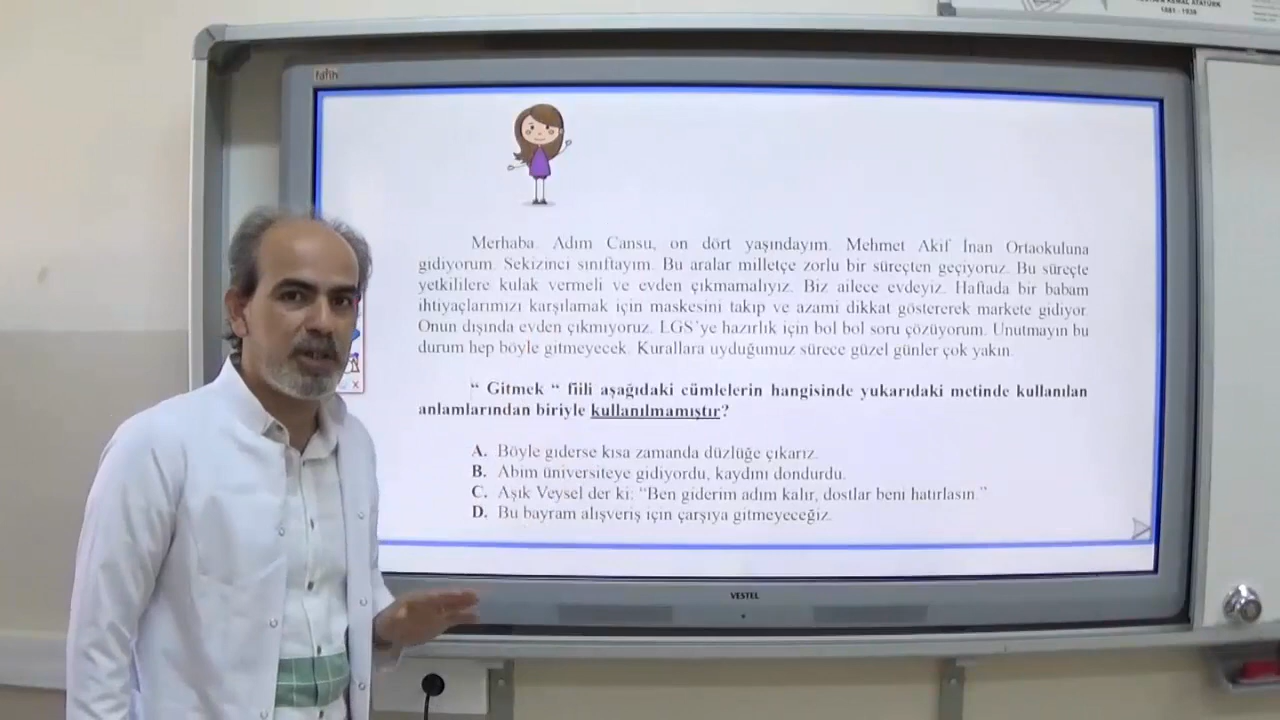 KEMAL ATATÜRK
1881 - 1938
fatih
Merhaba. Adım Cansu, on dört yaşındayım. Mehmet Akif İnan Ortaokuluna
gidiyorum. Sekizinci sınıftayım. Bu aralar milletçe zorlu bir süreçten geçiyoruz. Bu süreçte
yetkililere kulak vermeli ve evden çıkmamalıyız. Biz ailece evdeyiz. Haftada bir babam
ihtiyaçlarımızı karşılamak için maskesini takıp ve azami dikkat göstererek markete gidiyor.
Onun dışında evden çıkmıyoruz. LGS'ye hazırlık için bol bol soru çözüyorum. Unutmayın bu
durum hep böyle gitmeyecek. Kurallara uyduğumuz sürece güzel günler çok yakın.
“ Gitmek “ fiili aşağıdaki cümlelerin hangisinde yukarıdaki metinde kullanılan
anlamlarından biriyle kullanılmamıştır?
A. Böyle giderse kısa zamanda düzlüğe çıkarız.
B. Abim üniversiteye gidiyordu, kaydını dondurdu.
C. Aşık Veysel der ki: “Ben giderim adım kalır, dostlar beni hatırlasın.”
D. Bu bayram alışveriş için çarşıya gitmeyeceğiz.
VESTEL